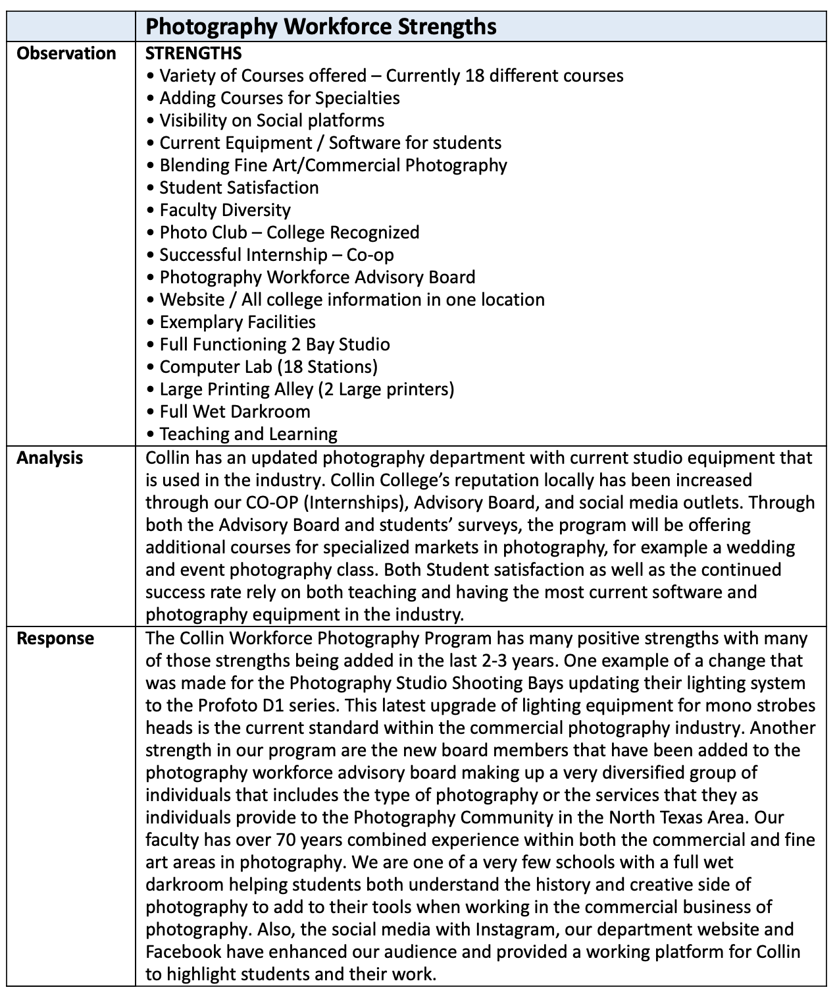 Photography Workforce Strengths
Observation
STRENGTHS
• Variety of Courses offered – Currently 18 different courses
• Adding Courses for Specialties
• Visibility on Social platforms
• Current Equipment / Software for students
• Blending Fine Art/Commercial Photography
• Student Satisfaction
• Faculty Diversity
• Photo Club – College Recognized
• Successful Internship – Co-op
• Photography Workforce Advisory Board
• Website / All college information in one location
• Exemplary Facilities
• Full Functioning 2 Bay Studio
• Computer Lab (18 Stations)
• Large Printing Alley (2 Large printers)
• Full Wet Darkroom
• Teaching and Learning
Analysis
Collin has an updated photography department with current studio equipment that
is used in the industry. Collin College’s reputation locally has been increased
through our CO-OP (Internships), Advisory Board, and social media outlets. Through
both the Advisory Board and students’ surveys, the program will be offering
additional courses for specialized markets in photography, for example a wedding
and event photography class. Both Student satisfaction as well as the continued
success rate rely on both teaching and having the most current software and
photography equipment in the industry.
Response
The Collin Workforce Photography Program has many positive strengths with many
of those strengths being added in the last 2-3 years. One example of a change that
was made for the Photography Studio Shooting Bays updating their lighting system
to the Profoto D1 series. This latest upgrade of lighting equipment for mono strobes
heads is the current standard within the commercial photography industry. Another
strength in our program are the new board members that have been added to the
photography workforce advisory board making up a very diversified group of
individuals that includes the type of photography or the services that they as
individuals provide to the Photography Community in the North Texas Area. Our
faculty has over 70 years combined experience within both the commercial and fine
art areas in photography. We are one of a very few schools with a full wet
darkroom helping students both understand the history and creative side of
photography to add to their tools when working in the commercial business of
photography. Also, the social media with Instagram, our department website and
Facebook have enhanced our audience and provided a working platform for Collin
to highlight students and their work.